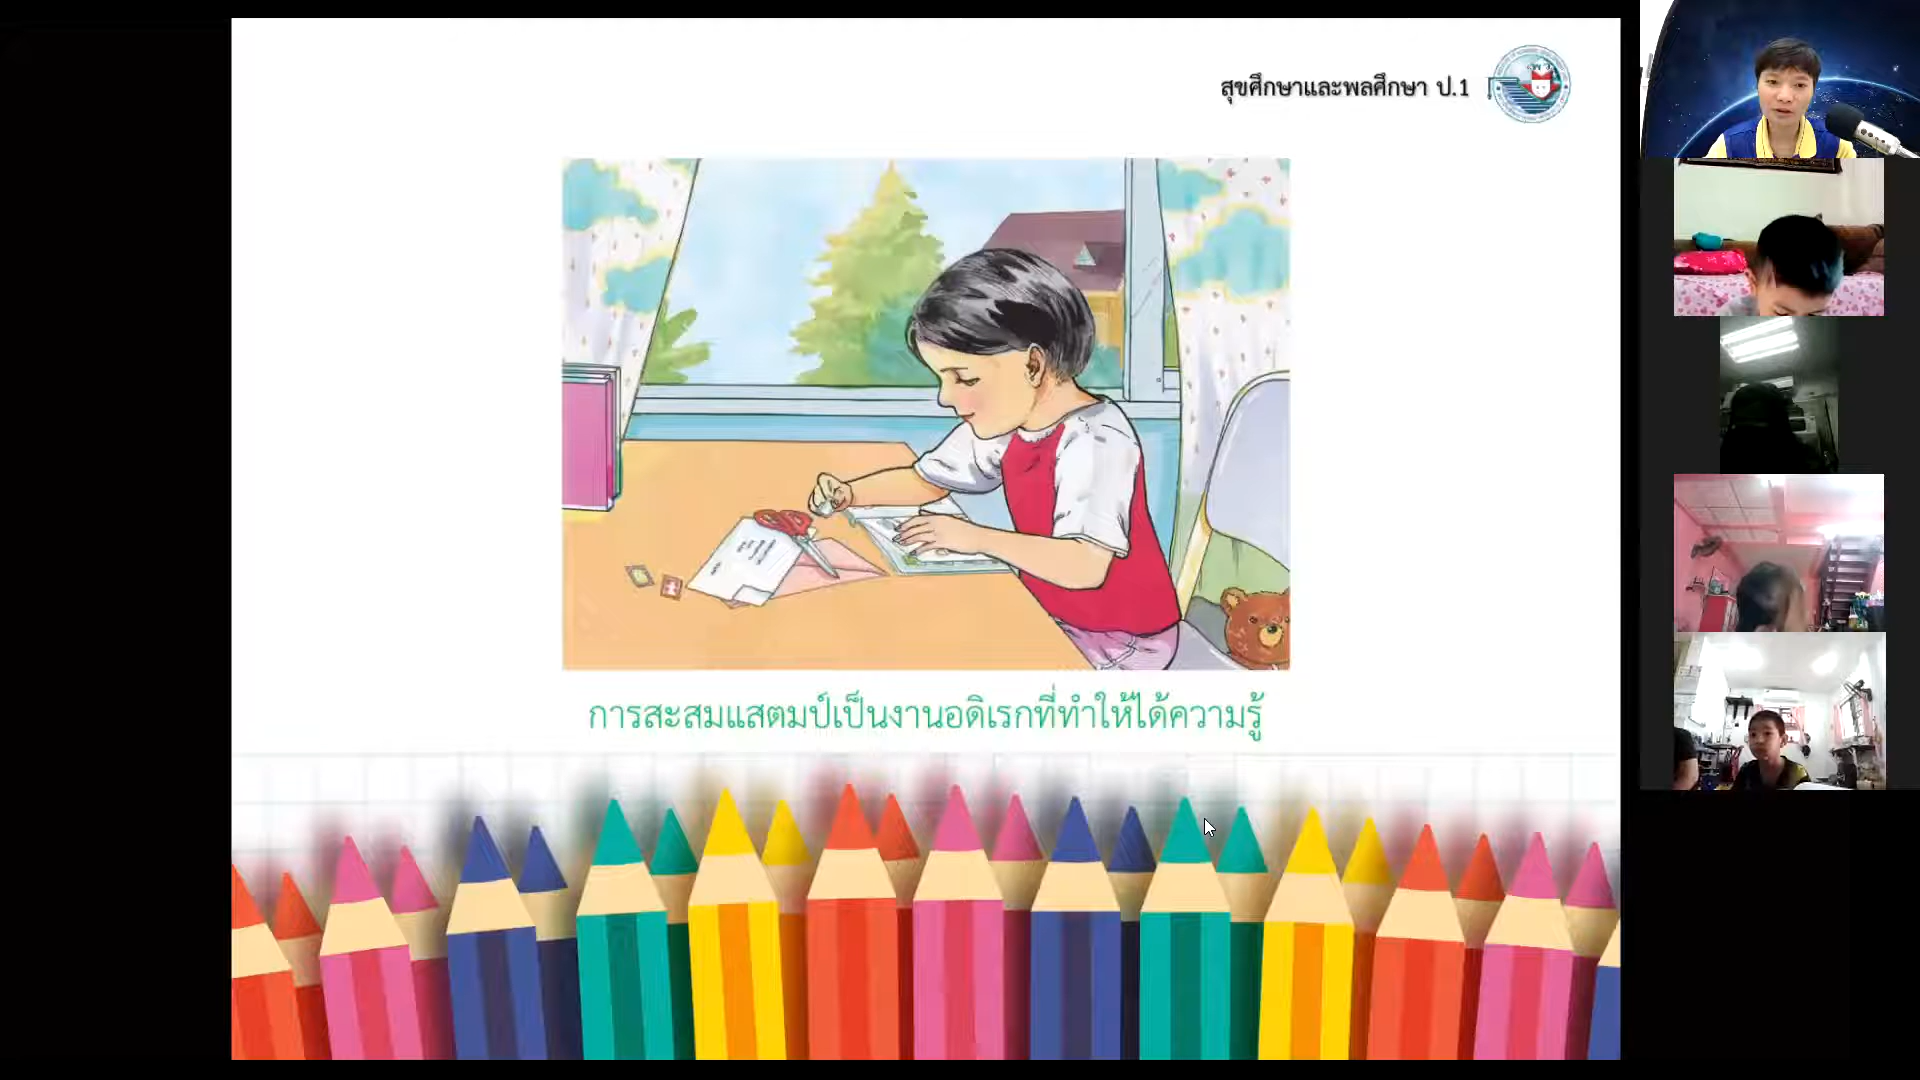 สุขศึกษาและพลศึกษา ป.1
การสะสมแสตมป์เป็นงานอดิเรกที่ทำให้ได้ความรู้